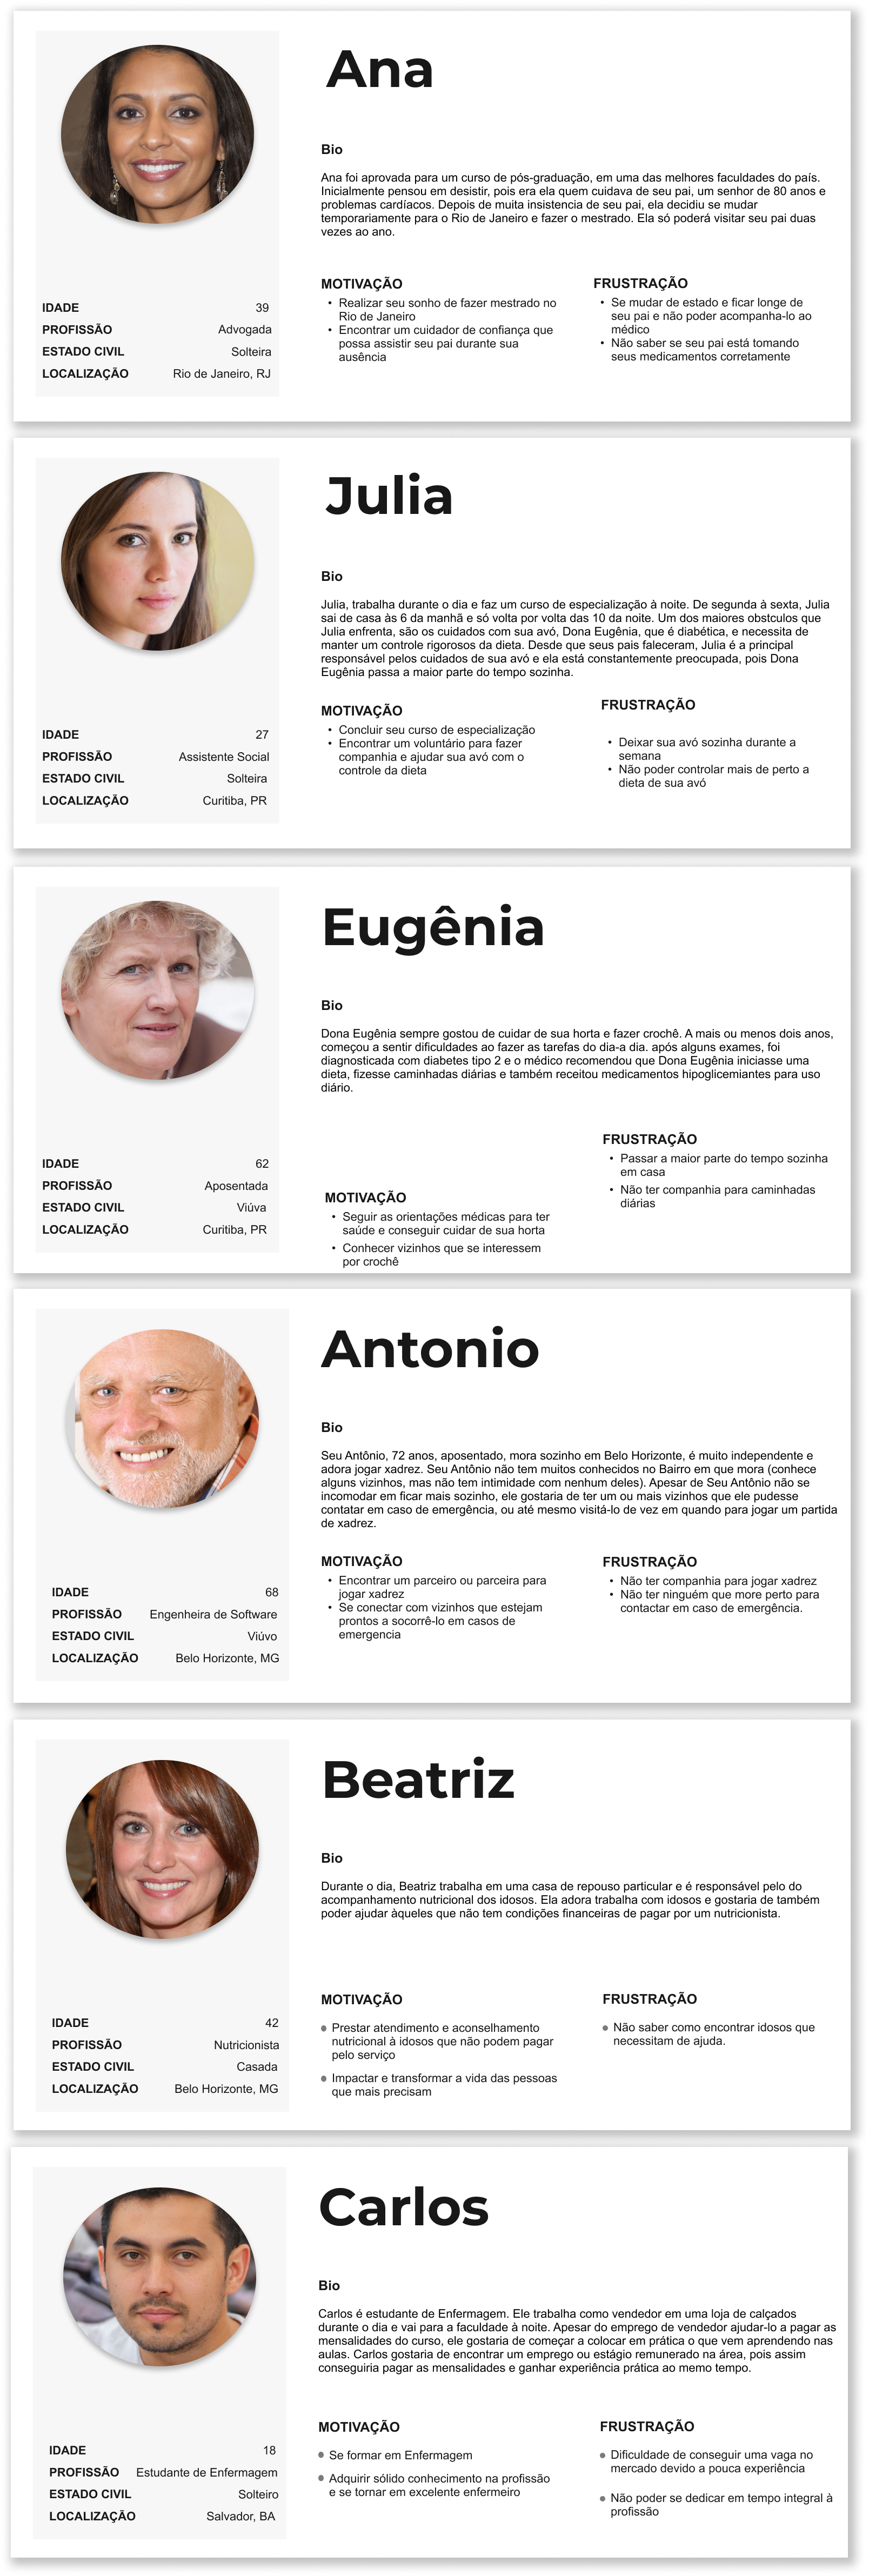 Ana
Bio
Ana foi aprovada para um curso de pós-graduação, em uma das melhores faculdades do país.
Inicialmente pensou em desistir, pois era ela quem cuidava de seu pai, um senhor de 80 anos e
problemas cardíacos. Depois de muita insistencia de seu pai, ela decidiu se mudar
temporariamente para o Rio de Janeiro e fazer o mestrado. Ela só poderá visitar seu pai duas
vezes ao ano.
IDADE 39
PROFISSÃO Advogada
ESTADO CIVIL Solteira
LOCALIZAÇÃO Rio de Janeiro, RJ
MOTIVAÇÃO
• Realizar seu sonho de fazer mestrado no
Rio de Janeiro
• Encontrar um cuidador de confiança que
possa assistir seu pai durante sua
ausência
FRUSTRAÇÃO
• Se mudar de estado e ficar longe de
seu pai e não poder acompanha-lo ao
médico
• Não saber se seu pai está tomando
seus medicamentos corretamente
Julia
Bio
Julia, trabalha durante o dia e faz um curso de especialização à noite. De segunda à sexta, Julia
sai de casa às 6 da manhã e só volta por volta das 10 da noite. Um dos maiores obstculos que
Julia enfrenta, são os cuidados com sua avó, Dona Eugênia, que é diabética, e necessita de
manter um controle rigorosos da dieta. Desde que seus pais faleceram, Julia é a principal
responsável pelos cuidados de sua avó e ela está constantemente preocupada, pois Dona
Eugênia passa a maior parte do tempo sozinha.
IDADE 27
PROFISSÃO Assistente Social
ESTADO CIVIL Solteira
LOCALIZAÇÃO Curitiba, PR
MOTIVAÇÃO
• Concluir seu curso de especialização
• Encontrar um voluntário para fazer
companhia e ajudar sua avó com o
controle da dieta
FRUSTRAÇÃO
• Deixar sua avó sozinha durante a
semana
• Não poder controlar mais de perto a
dieta de sua avó
Eugênia
Bio
Dona Eugênia sempre gostou de cuidar de sua horta e fazer crochê. A mais ou menos dois anos,
começou a sentir dificuldades ao fazer as tarefas do dia-a dia. após alguns exames, foi
diagnosticada com diabetes tipo 2 e o médico recomendou que Dona Eugênia iniciasse uma
dieta, fizesse caminhadas diárias e também receitou medicamentos hipoglicemiantes para uso
diário.
IDADE 62
PROFISSÃO Aposentada
ESTADO CIVIL Viúva
LOCALIZAÇÃO Curitiba, PR
MOTIVAÇÃO
• Seguir as orientações médicas para ter
saúde e conseguir cuidar de sua horta
• Conhecer vizinhos que se interessem
por crochê
FRUSTRAÇÃO
• Passar a maior parte do tempo sozinha
em casa
• Não ter companhia para caminhadas
diárias
Antonio
Bio
Seu Antônio, 72 anos, aposentado, mora sozinho em Belo Horizonte, é muito independente e
adora jogar xadrez. Seu Antônio não tem muitos conhecidos no Bairro em que mora (conhece
alguns vizinhos, mas não tem intimidade com nenhum deles). Apesar de Seu Antônio não se
incomodar em ficar mais sozinho, ele gostaria de ter um ou mais vizinhos que ele pudesse
contatar em caso de emergência, ou até mesmo visitá-lo de vez em quando para jogar um partida
de xadrez.
IDADE 68
PROFISSÃO Engenheira de Software
ESTADO CIVIL Viúvo
LOCALIZAÇÃO Belo Horizonte, MG
MOTIVAÇÃO
• Encontrar um parceiro ou parceira para
jogar xadrez
• Se conectar com vizinhos que estejam
prontos a socorrê-lo em casos de
emergencia
FRUSTRAÇÃO
• Não ter companhia para jogar xadrez
• Não ter ninguém que more perto para
contactar em caso de emergência.
Beatriz
Bio
Durante o dia, Beatriz trabalha em uma casa de repouso particular e é responsável pelo do
acompanhamento nutricional dos idosos. Ela adora trabalha com idosos e gostaria de também
poder ajudar àqueles que não tem condições financeiras de pagar por um nutricionista.
IDADE 42
PROFISSÃO Nutricionista
ESTADO CIVIL Casada
LOCALIZAÇÃO Belo Horizonte, MG
MOTIVAÇÃO
• Prestar atendimento e aconselhamento
nutricional à idosos que não podem pagar
pelo serviço
• Impactar e transformar a vida das pessoas
que mais precisam
FRUSTRAÇÃO
• Não saber como encontrar idosos que
necessitam de ajuda.
Carlos
Bio
Carlos é estudante de Enfermagem. Ele trabalha como vendedor em uma loja de calçados
durante o dia e vai para a faculdade à noite. Apesar do emprego de vendedor ajudar-lo a pagar as
mensalidades do curso, ele gostaria de começar a colocar em prática o que vem aprendendo nas
aulas. Carlos gostaria de encontrar um emprego ou estágio remunerado na área, pois assim
conseguiria pagar as mensalidades e ganhar experiência prática ao memo tempo.
IDADE 18
PROFISSÃO Estudante de Enfermagem
ESTADO CIVIL Solteiro
LOCALIZAÇÃO Salvador, BA
MOTIVAÇÃO
• Se formar em Enfermagem
• Adquirir sólido conhecimento na profissão
e se tornar em excelente enfermeiro
FRUSTRAÇÃO
• Dificuldade de conseguir uma vaga no
mercado devido a pouca experiência
• Não poder se dedicar em tempo integral à
profissão